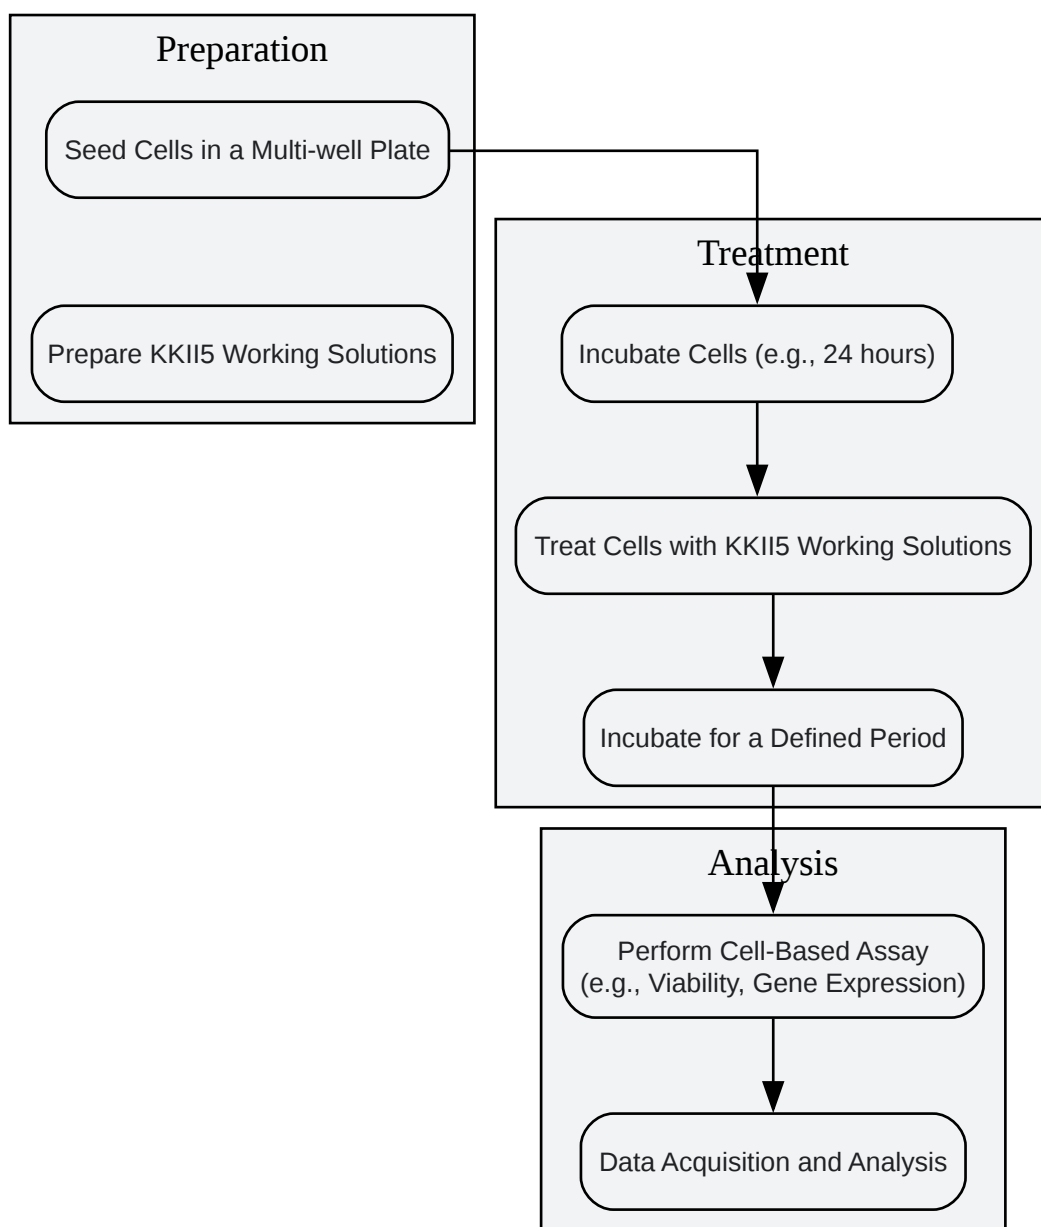 Preparation
Seed Cells in a Multi-well Plate
Prepare KKII5 Working Solutions
Treatment
Incubate Cells (e.g., 24 hours)
Treat Cells with KKII5 Working Solutions
Incubate for a Defined Period
Analysis
Perform Cell-Based Assay
(e.g., Viability, Gene Expression)
Data Acquisition and Analysis